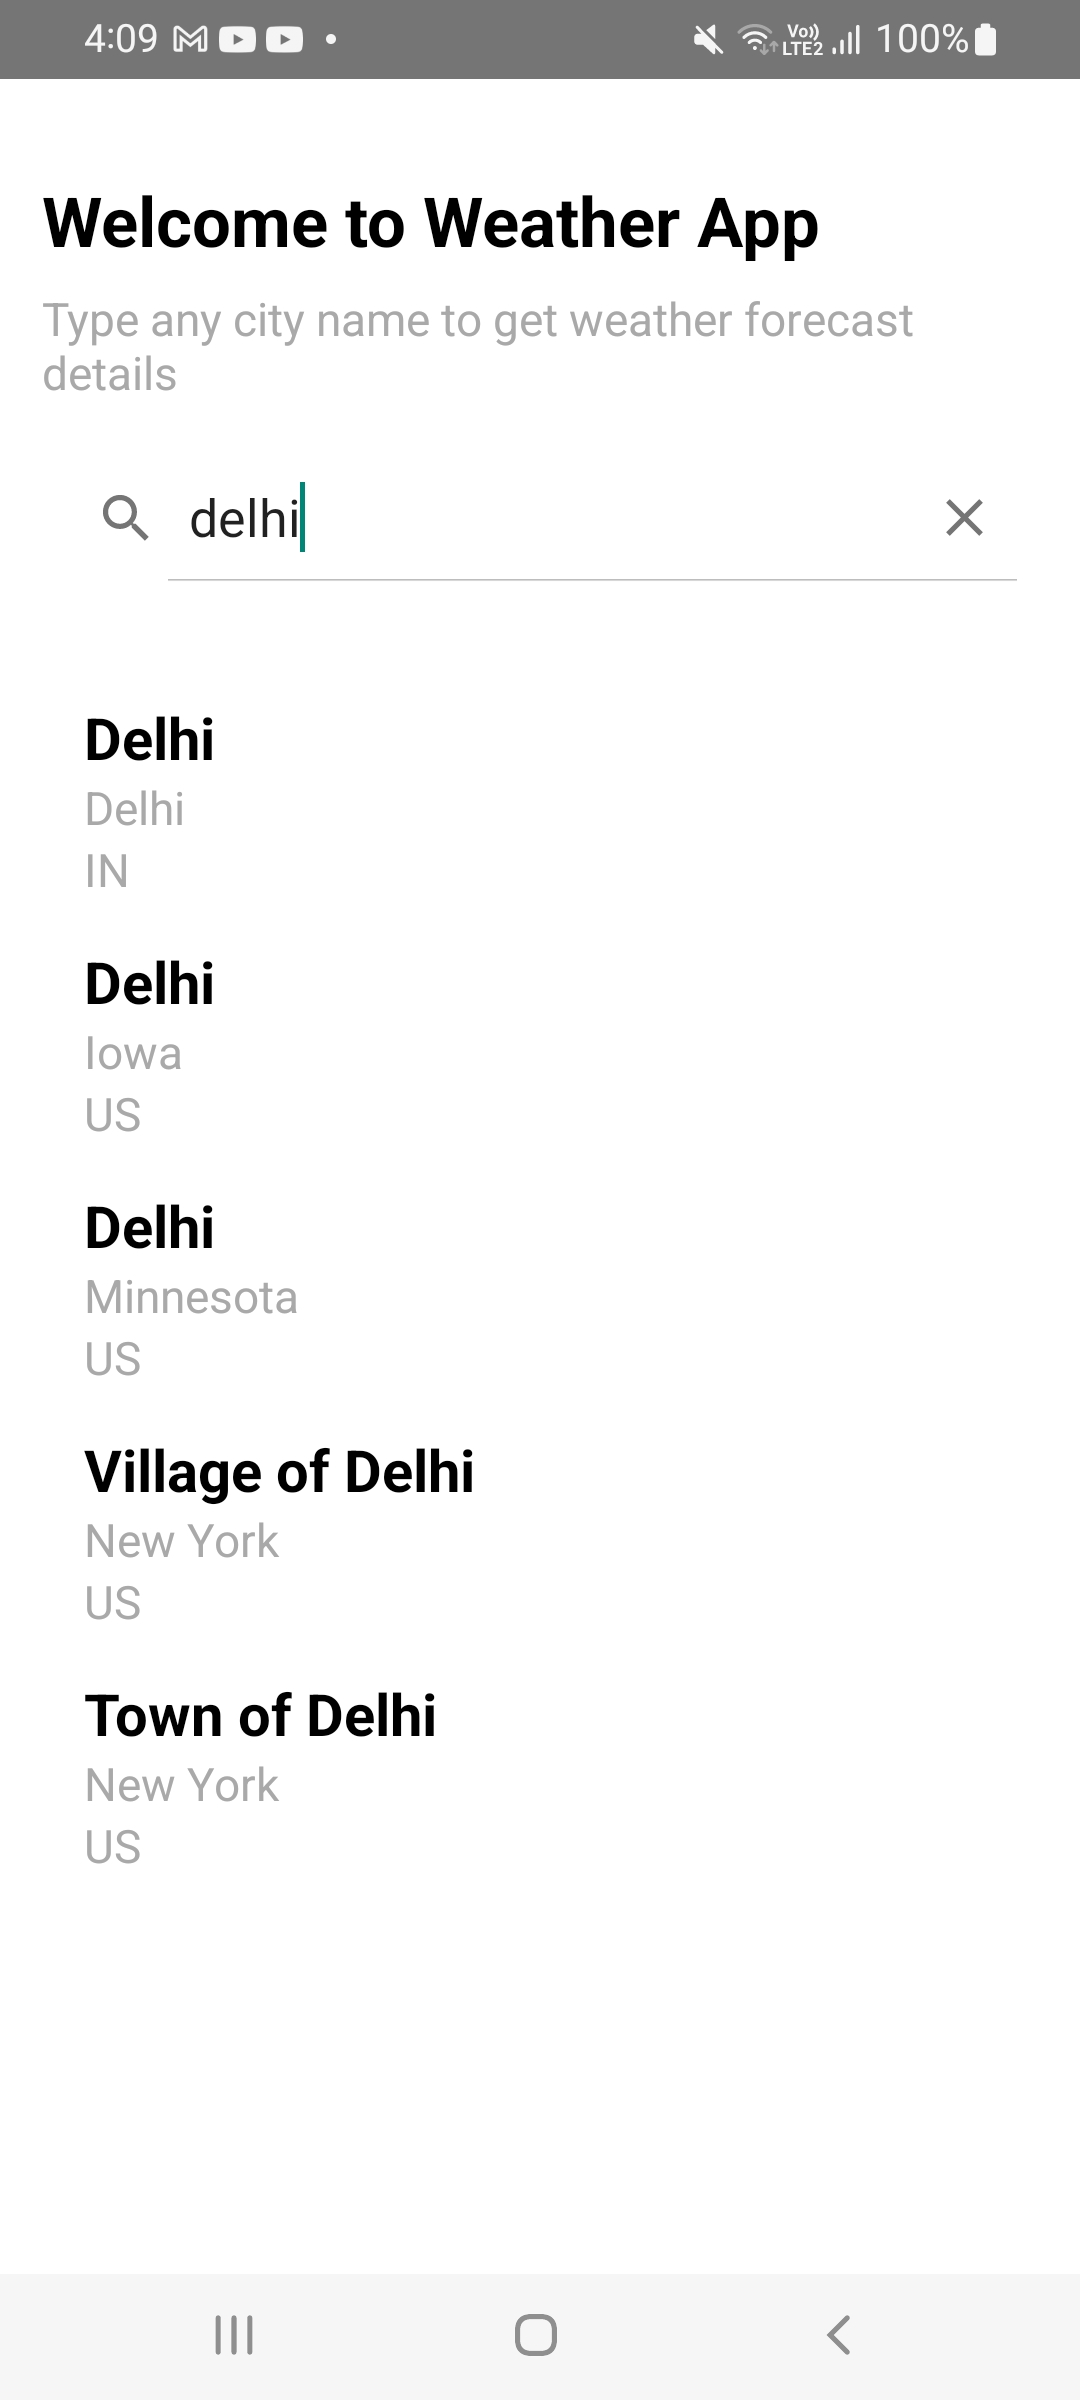 4:09
Vo))
LTE2
100%
Welcome to Weather App
Type any city name to get weather forecast
details
delhi
Delhi
Delhi
IN
Delhi
Iowa
US
Delhi
Minnesota
US
Village of Delhi
New York
US
Town of Delhi
New York
US